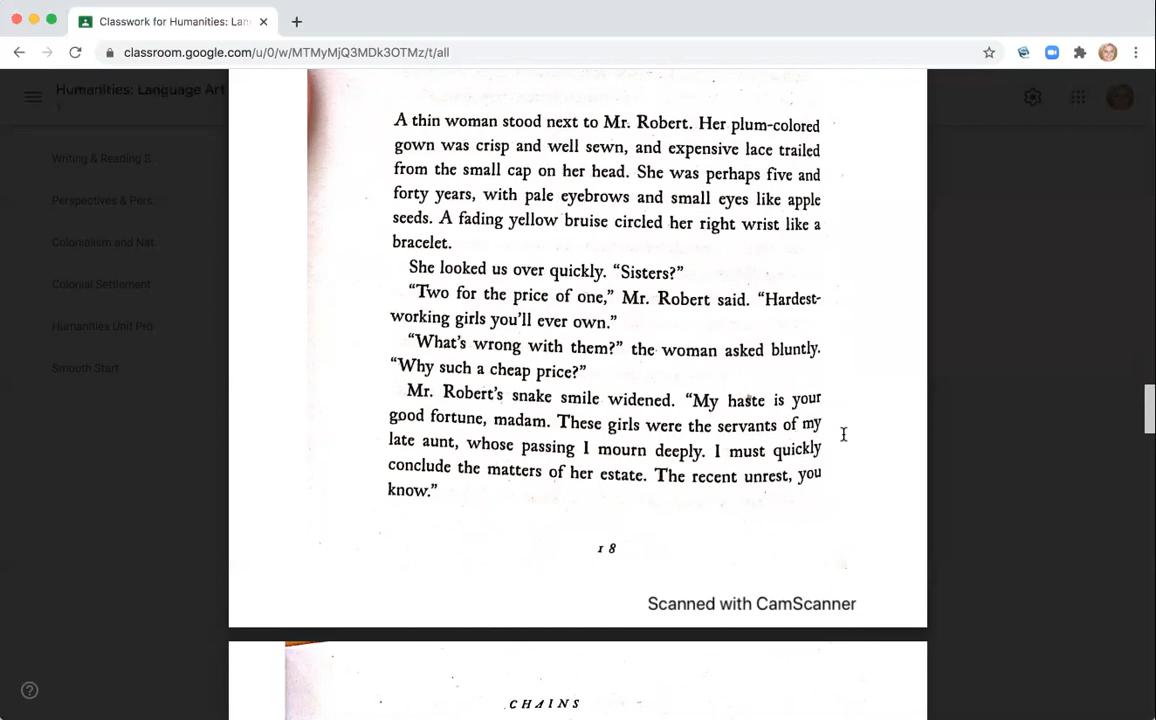 Classwork for Humanities: Lan
classroom.google.com/u/0/w/MTMyMjQ3MDk3OTMz/t/all
Humanities: Language Art
Writing & Reading S...
Perspectives & Pers...
Colonialism and Nat...
Colonial Settlement
Humanities Unit Pro...
Smooth Start
A thin woman stood next to Mr. Robert. Her plum-colored
gown was crisp and well sewn, and expensive lace trailed
from the small cap on her head. She was perhaps five and
forty years, with pale eyebrows and small eyes like apple
seeds. A fading yellow bruise circled her right wrist like a
bracelet.
She looked us over quickly. “Sisters?”
“Two for the price of one,” Mr. Robert said. “Hardest-
working girls you’ll ever own.”
“What’s wrong with them?” the woman asked bluntly.
“Why such a cheap price?”
Mr. Robert’s snake smile widened. “My haste is your
good fortune, madam. These girls were the servants of my
late aunt, whose passing I mourn deeply. I must quickly
conclude the matters of her estate. The recent unrest, you
know.”
18
Scanned with CamScanner
CHAINS